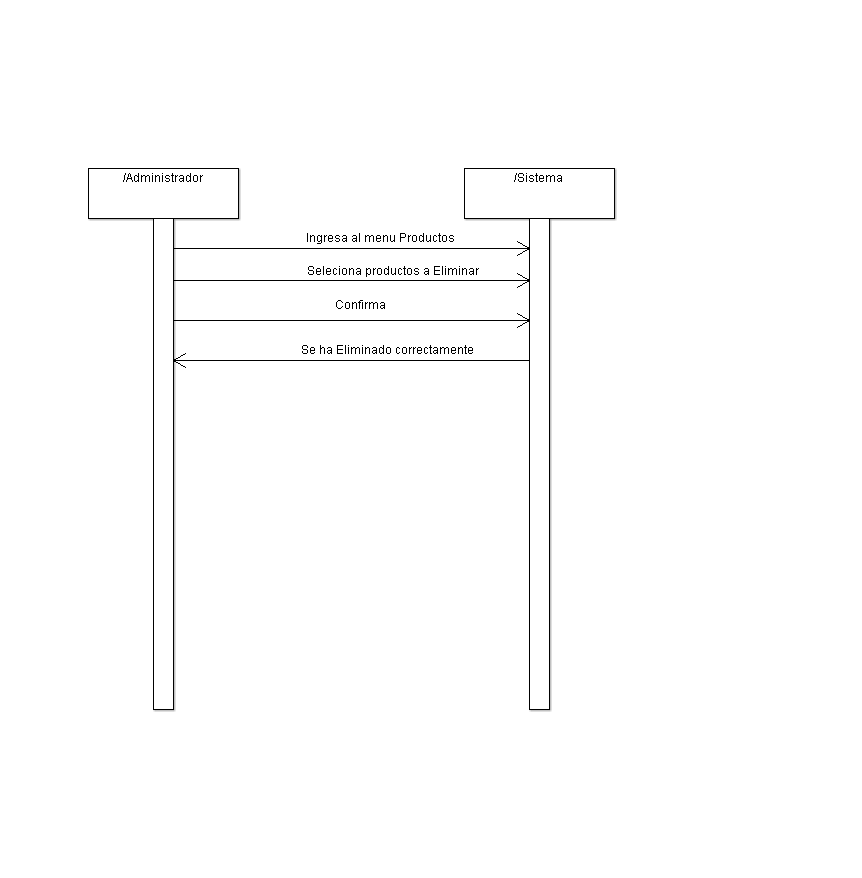 /Administrador
/Sistema
Ingresa al menu Productos
Seleciona productos a Eliminar
Confirma
Se ha Eliminado correctamente